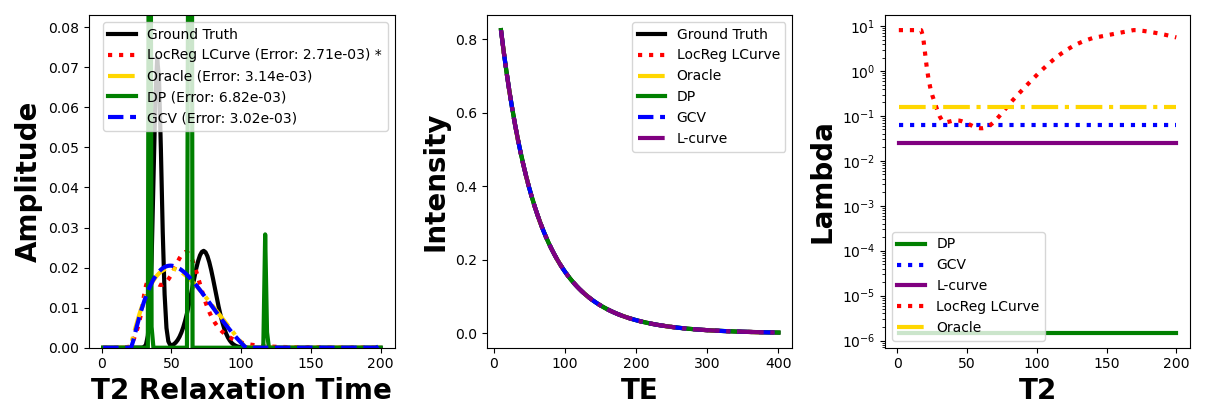 0.08
0.07
0.06
0.05
0.04
0.03
0.02
0.01
0.00
Amplitude
Ground Truth
LocReg LCurve (Error: 2.71e-03) *
Oracle (Error: 3.14e-03)
DP (Error: 6.82e-03)
GCV (Error: 3.02e-03)
0 50 100 150 200
T2 Relaxation Time
0.8
0.6
0.4
0.2
0.0
Intensity
Ground Truth
LocReg LCurve
Oracle
DP
GCV
L-curve
0 100 200 300 400
TE
10^1
10^0
10^-1
10^-2
10^-3
10^-4
10^-5
10^-6
Lambda
DP
GCV
L-curve
LocReg LCurve
Oracle
0 50 100 150 200
T2